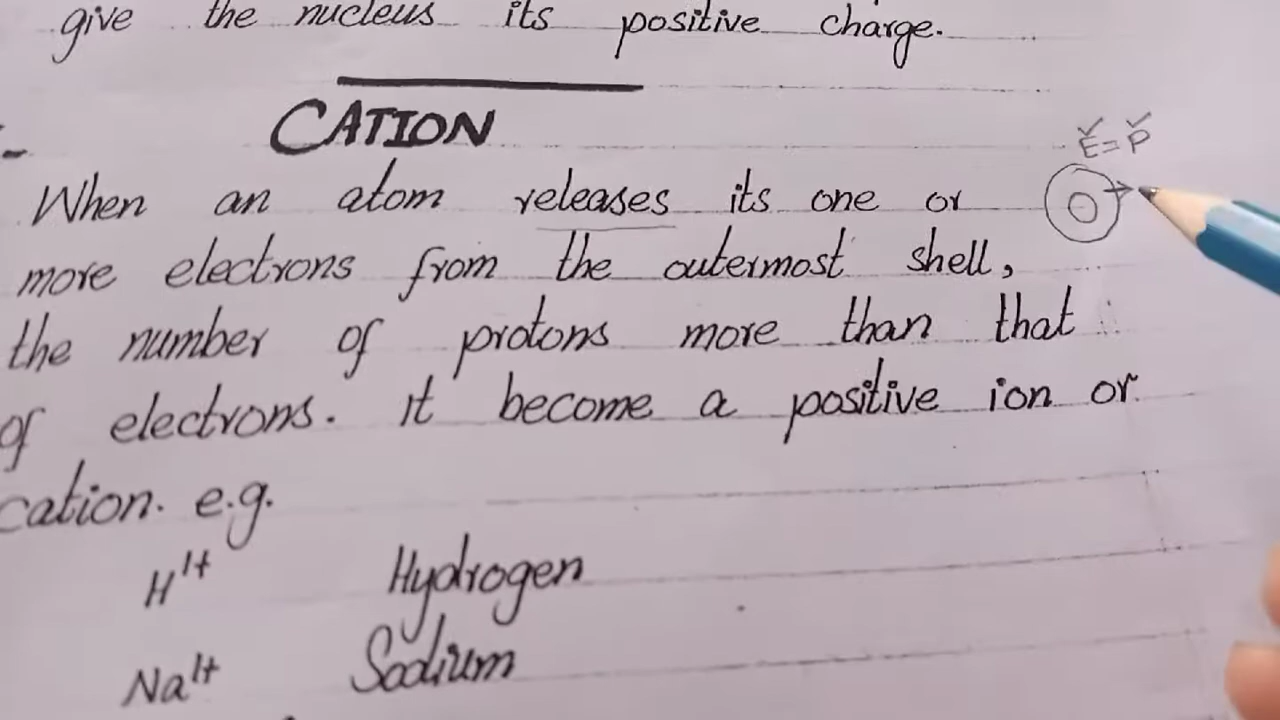 give the nucleus its positive charge.
CATION
E = P
When an atom releases its one or
more electrons from the outermost shell,
the number of protons more than that
of electrons. it become a positive ion or
cation. e.g.
H¹⁺ Hydrogen
Na¹⁺ Sodium